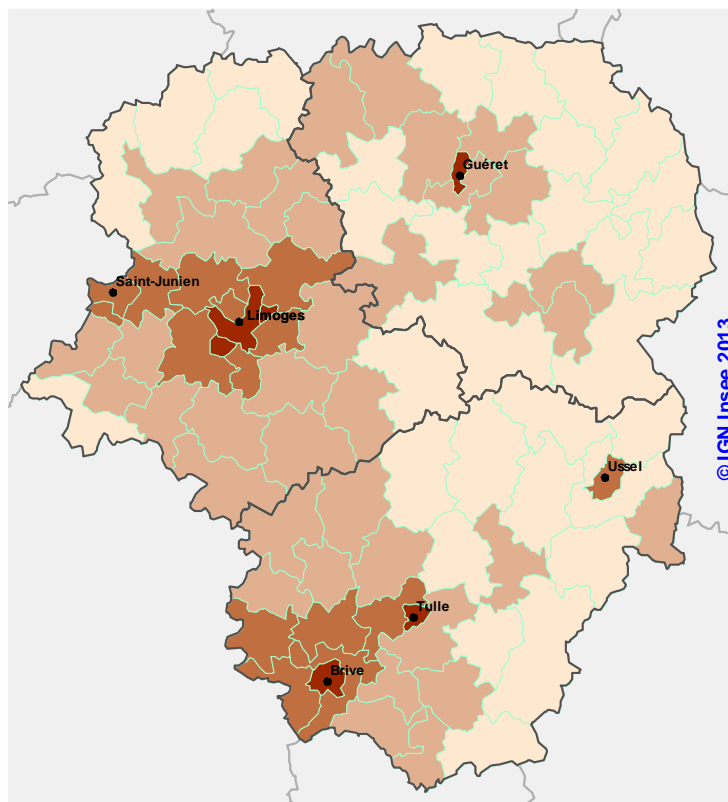 Guéret
Saint-Junien
Limoges
© IGN Insee 2013
Ussel
Tulle
Brive